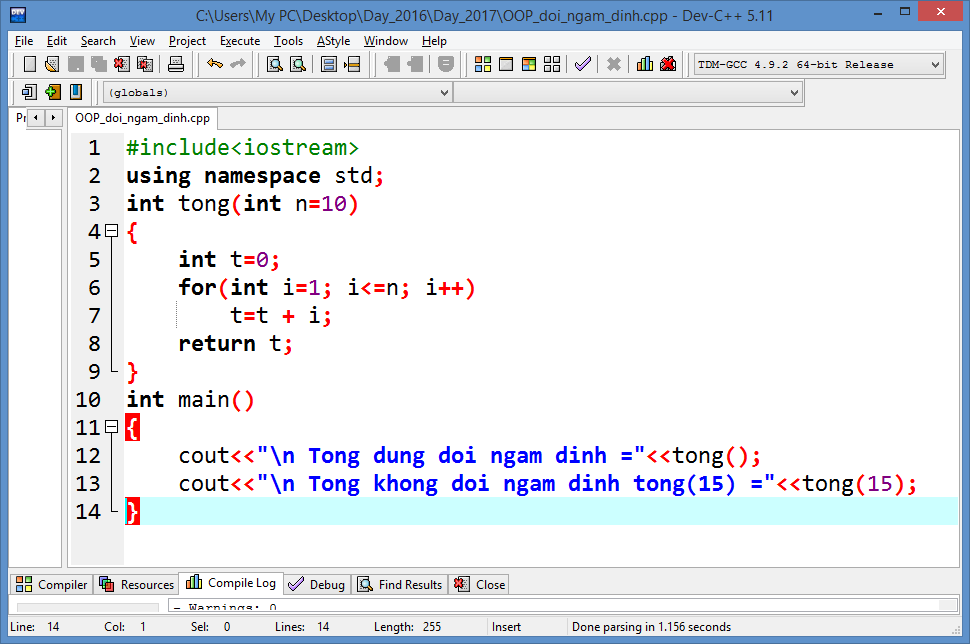 C:\Users\My PC\Desktop\Day_2016\Day_2017\OOP_doi_ngam_dinh.cpp - Dev-C++ 5.11
File Edit Search View Project Execute Tools AStyle Window Help
TDM-GCC 4.9.2 64-bit Release
(globals)
Pr OOP_doi_ngam_dinh.cpp
1 #include<iostream>
2 using namespace std;
3 int tong(int n=10)
4 {
5 int t=0;
6 for(int i=1; i<=n; i++)
7 t=t + i;
8 return t;
9 }
10 int main()
11 {
12 cout<<"\n Tong dung doi ngam dinh ="<<tong();
13 cout<<"\n Tong khong doi ngam dinh tong(15) ="<<tong(15);
14 }
Compiler Resources Compile Log Debug Find Results Close
- Warnings: 0
Line: 14 Col: 1 Sel: 0 Lines: 14 Length: 255 Insert Done parsing in 1.156 seconds